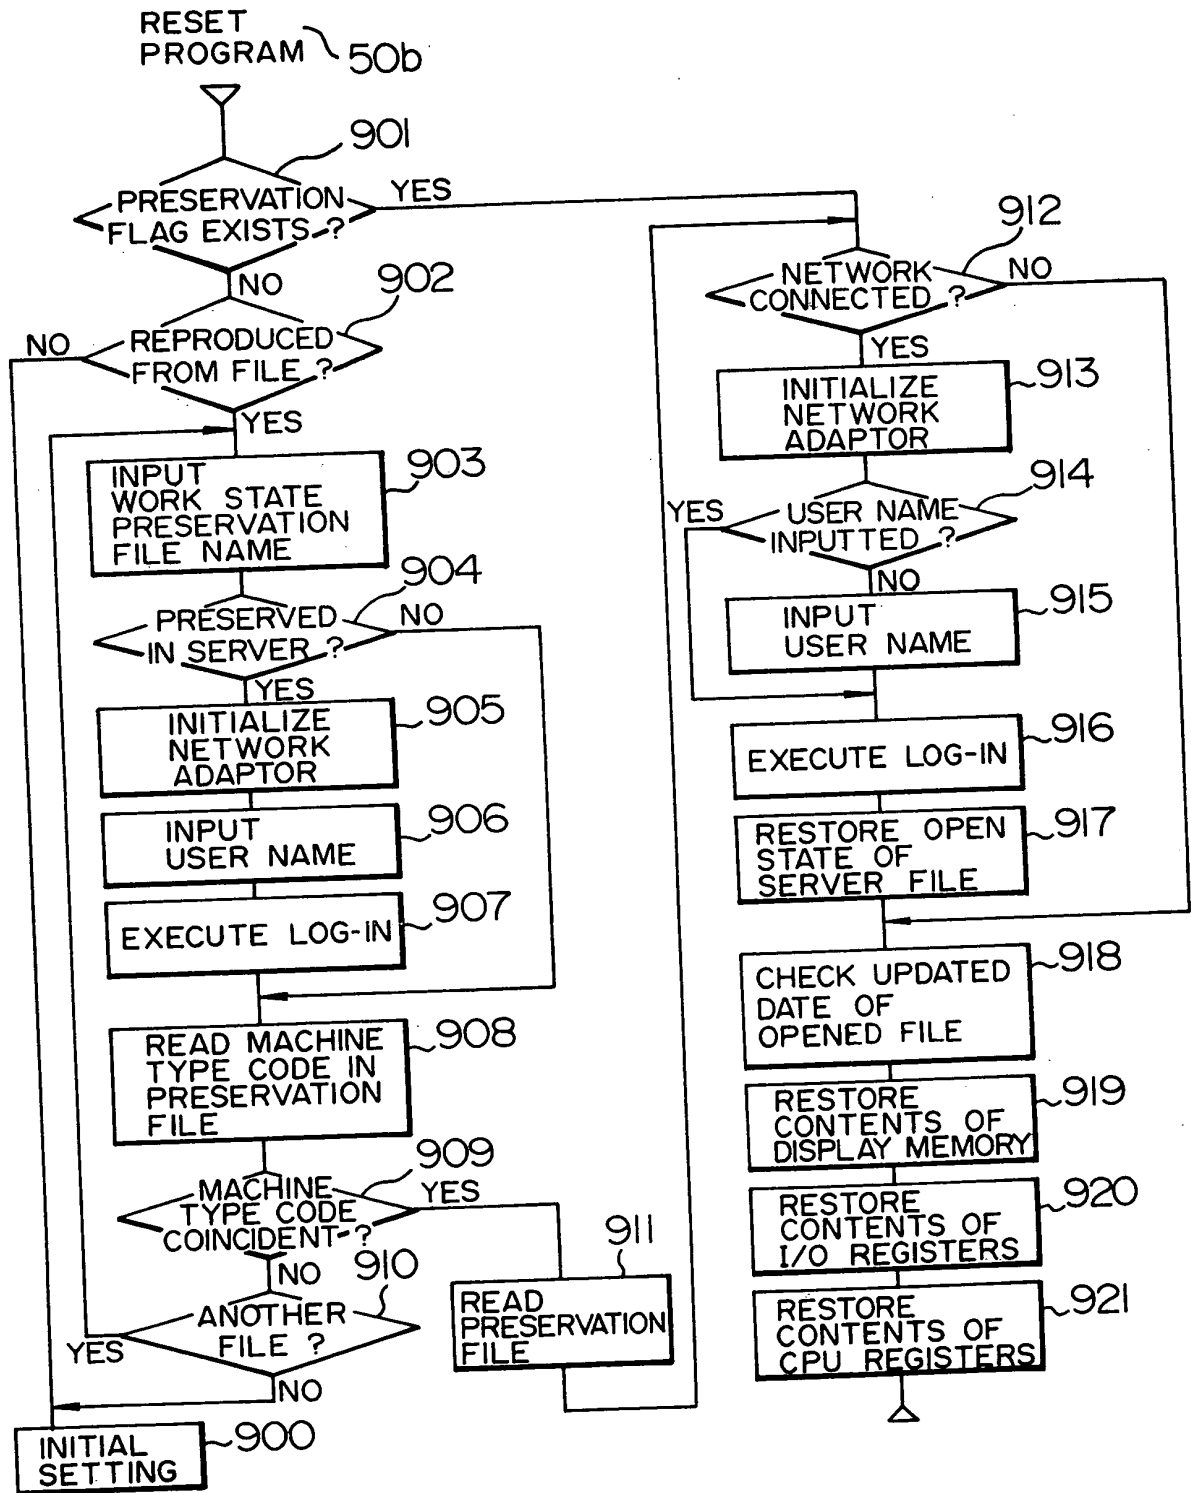 RESET
PROGRAM
50b
901
PRESERVATION
FLAG EXISTS ?
YES
NO
902
REPRODUCED
FROM FILE ?
NO
YES
903
INPUT
WORK STATE
PRESERVATION
FILE NAME
904
PRESERVED
IN SERVER ?
NO
YES
905
INITIALIZE
NETWORK
ADAPTOR
906
INPUT
USER NAME
907
EXECUTE LOG-IN
908
READ MACHINE
TYPE CODE IN
PRESERVATION
FILE
909
MACHINE
TYPE CODE
COINCIDENT ?
YES
NO
910
ANOTHER
FILE ?
YES
NO
900
INITIAL
SETTING
911
READ
PRESERVATION
FILE
912
NETWORK
CONNECTED ?
NO
YES
913
INITIALIZE
NETWORK
ADAPTOR
914
USER NAME
INPUTTED ?
YES
NO
915
INPUT
USER NAME
916
EXECUTE LOG-IN
917
RESTORE OPEN
STATE OF
SERVER FILE
918
CHECK UPDATED
DATE OF
OPENED FILE
919
RESTORE
CONTENTS OF
DISPLAY MEMORY
920
RESTORE
CONTENTS OF
I/O REGISTERS
921
RESTORE
CONTENTS OF
CPU REGISTERS